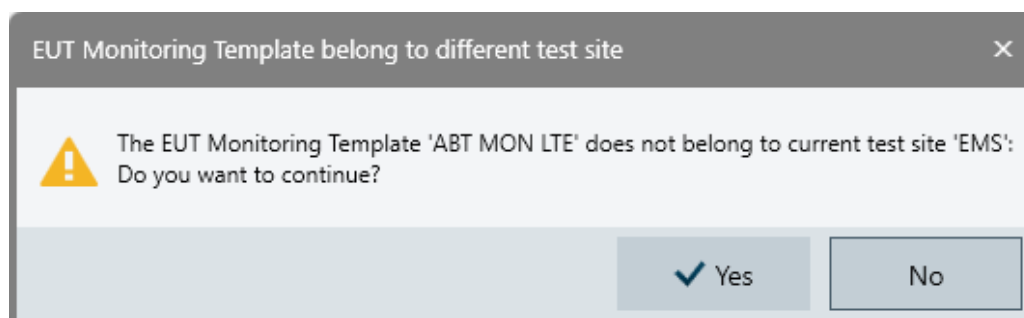 EUT Monitoring Template belong to different test site
The EUT Monitoring Template 'ABT MON LTE' does not belong to current test site 'EMS':
Do you want to continue?
Yes
No